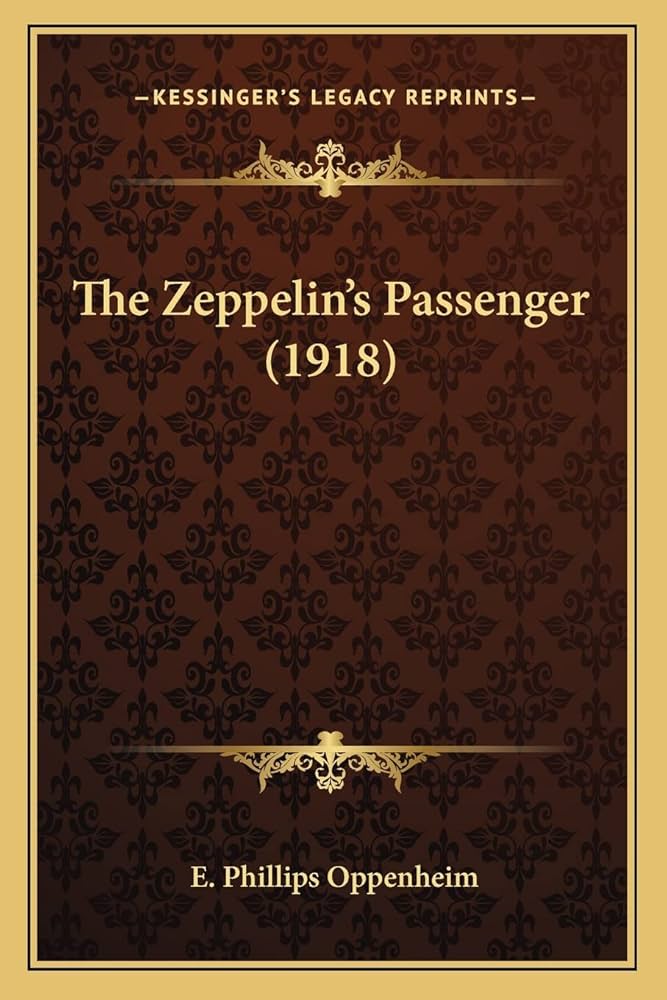 –KESSINGER'S LEGACY REPRINTS–
The Zeppelin's Passenger
(1918)
E. Phillips Oppenheim